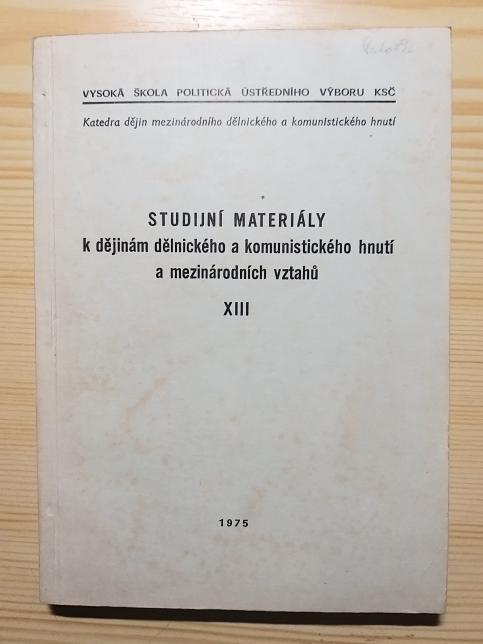 VYSOKÁ ŠKOLA POLITICKÁ ÚSTŘEDNÍHO VÝBORU KSČ
Katedra dějin mezinárodního dělnického a komunistického hnutí
STUDIJNÍ MATERIÁLY
k dějinám dělnického a komunistického hnutí
a mezinárodních vztahů
XIII
1975